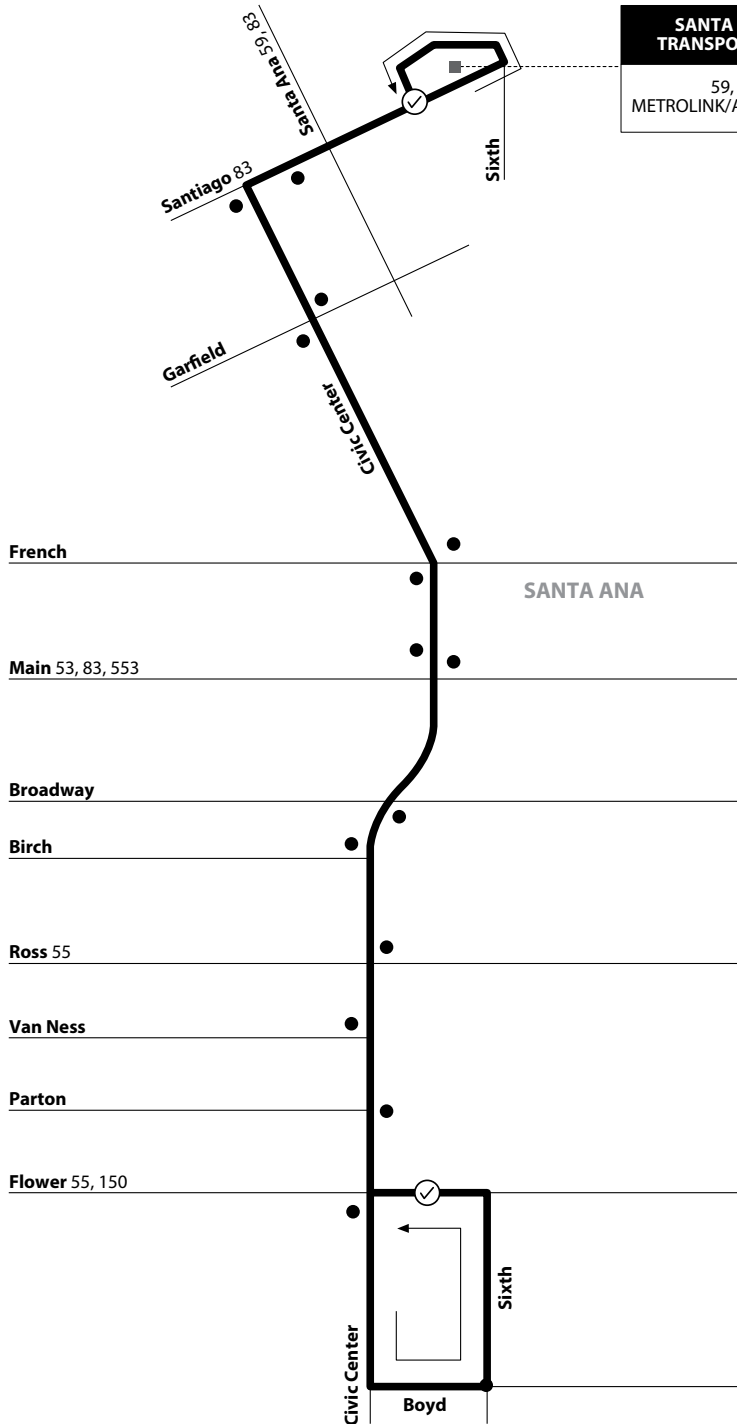 SANTA
TRANSPO
59,
METROLINK/A
Santa Ana 59, 83
Sixth
Santiago 83
Garfield
Civic Center
French
SANTA ANA
Main 53, 83, 553
Broadway
Birch
Ross 55
Van Ness
Parton
Flower 55, 150
Sixth
Civic Center
Boyd